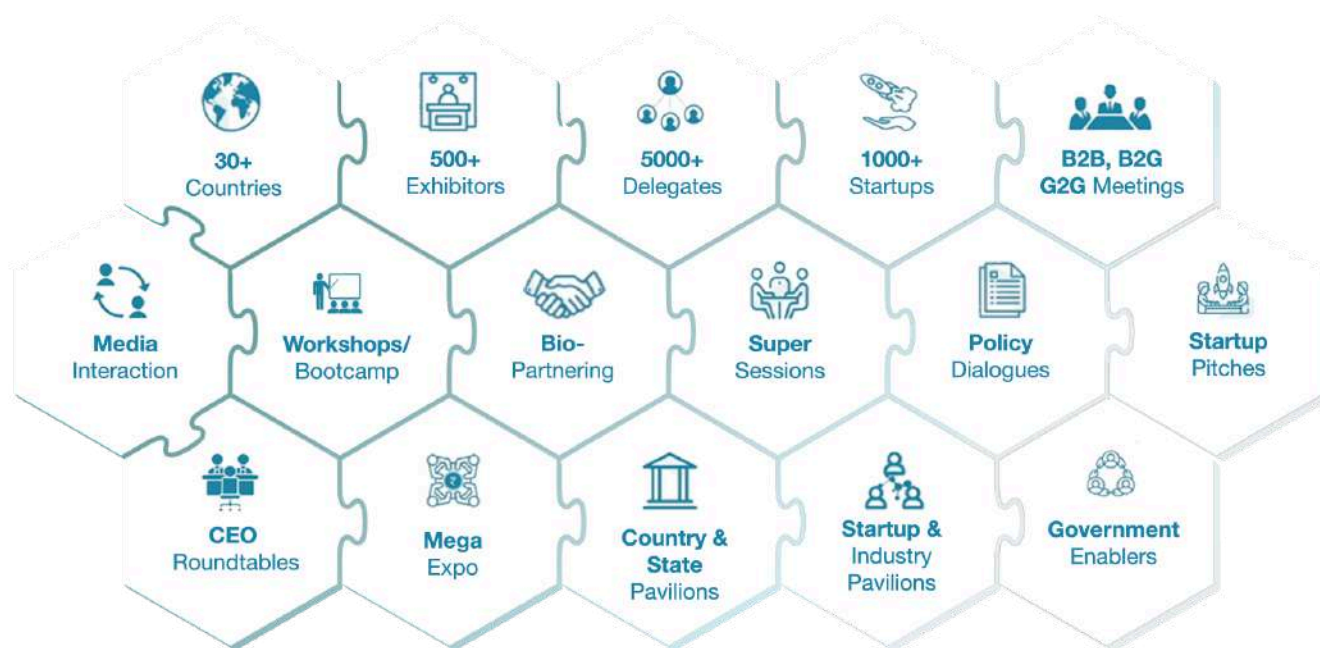 30+
Countries
500+
Exhibitors
5000+
Delegates
1000+
Startups
B2B, B2G
G2G Meetings
Media
Interaction
Workshops/
Bootcamp
Bio-
Partnering
Super
Sessions
Policy
Dialogues
Startup
Pitches
CEO
Roundtables
₹
Mega
Expo
Country &
State
Pavilions
Startup &
Industry
Pavilions
Government
Enablers